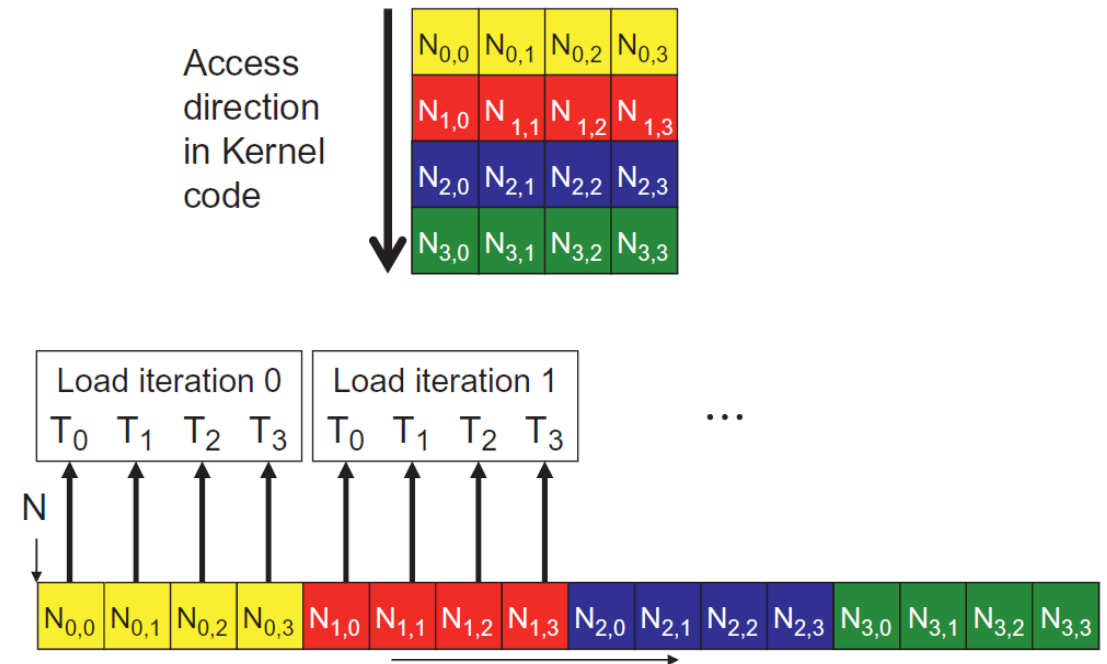 Access
direction
in Kernel
code
N0,0 N0,1 N0,2 N0,3
N1,0 N1,1 N1,2 N1,3
N2,0 N2,1 N2,2 N2,3
N3,0 N3,1 N3,2 N3,3
Load iteration 0
T0 T1 T2 T3
Load iteration 1
T0 T1 T2 T3
...
N
N0,0 N0,1 N0,2 N0,3 N1,0 N1,1 N1,2 N1,3 N2,0 N2,1 N2,2 N2,3 N3,0 N3,1 N3,2 N3,3